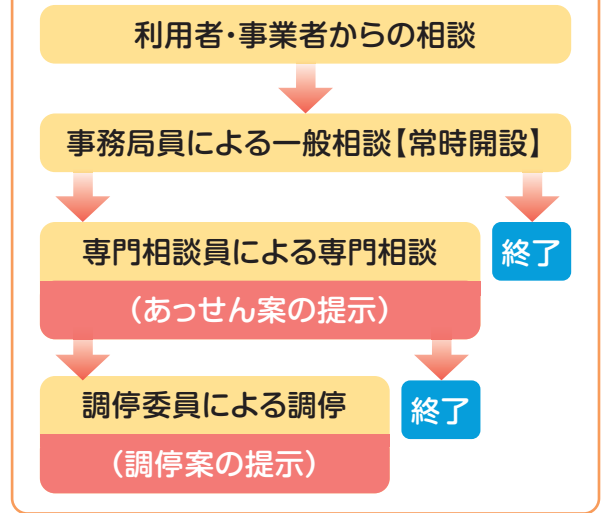 利用者・事業者からの相談
事務局員による一般相談【常時開設】
専門相談員による専門相談
（あっせん案の提示）
終了
調停委員による調停
（調停案の提示）
終了